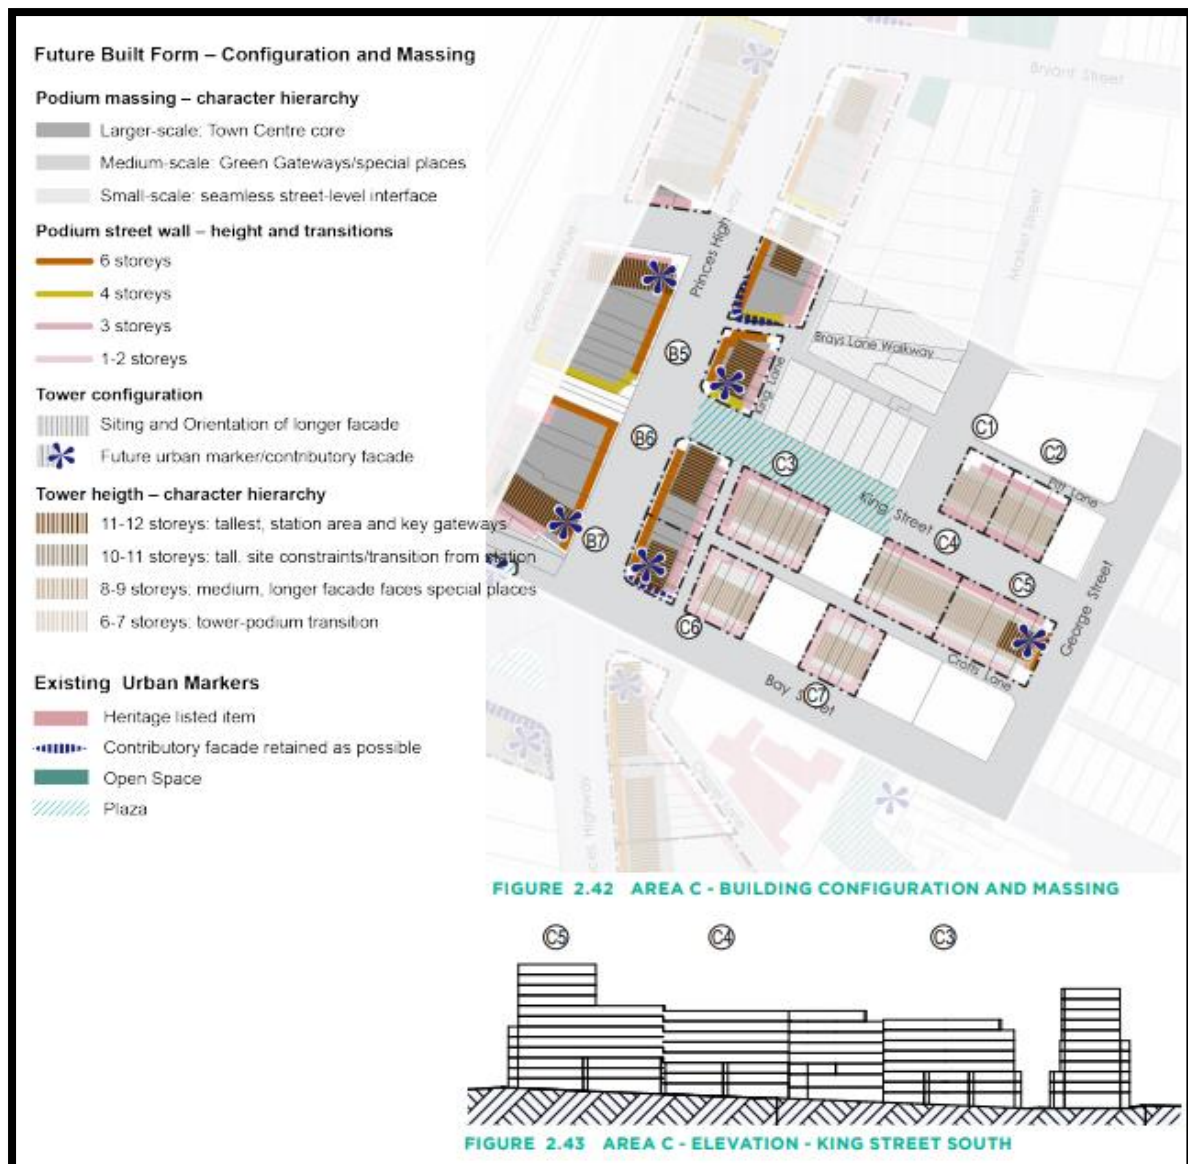 Future Built Form – Configuration and Massing
Podium massing – character hierarchy
Larger-scale: Town Centre core
Medium-scale: Green Gateways/special places
Small-scale: seamless street-level interface
Podium street wall – height and transitions
6 storeys
4 storeys
3 storeys
1-2 storeys
Tower configuration
Siting and Orientation of longer facade
Future urban marker/contributory facade
Tower heigth – character hierarchy
11-12 storeys: tallest, station area and key gateways
10-11 storeys: tall. site constraints/transition from station
8-9 storeys: medium, longer facade faces special places
6-7 storeys: tower-podium transition
Existing Urban Markers
Heritage listed item
Contributory facade retained as possible
Open Space
Plaza
Bryant Street
Market Street
Princes Highway
Geeves Avenue
Brays Lane Walkway
King Lane
B5
B6
B7
C1
C2
Pitt Lane
C3
King Street
C4
C5
George Street
C6
Crofts Lane
Bay Street
C7
FIGURE 2.42 AREA C - BUILDING CONFIGURATION AND MASSING
C5
C4
C3
FIGURE 2.43 AREA C - ELEVATION - KING STREET SOUTH